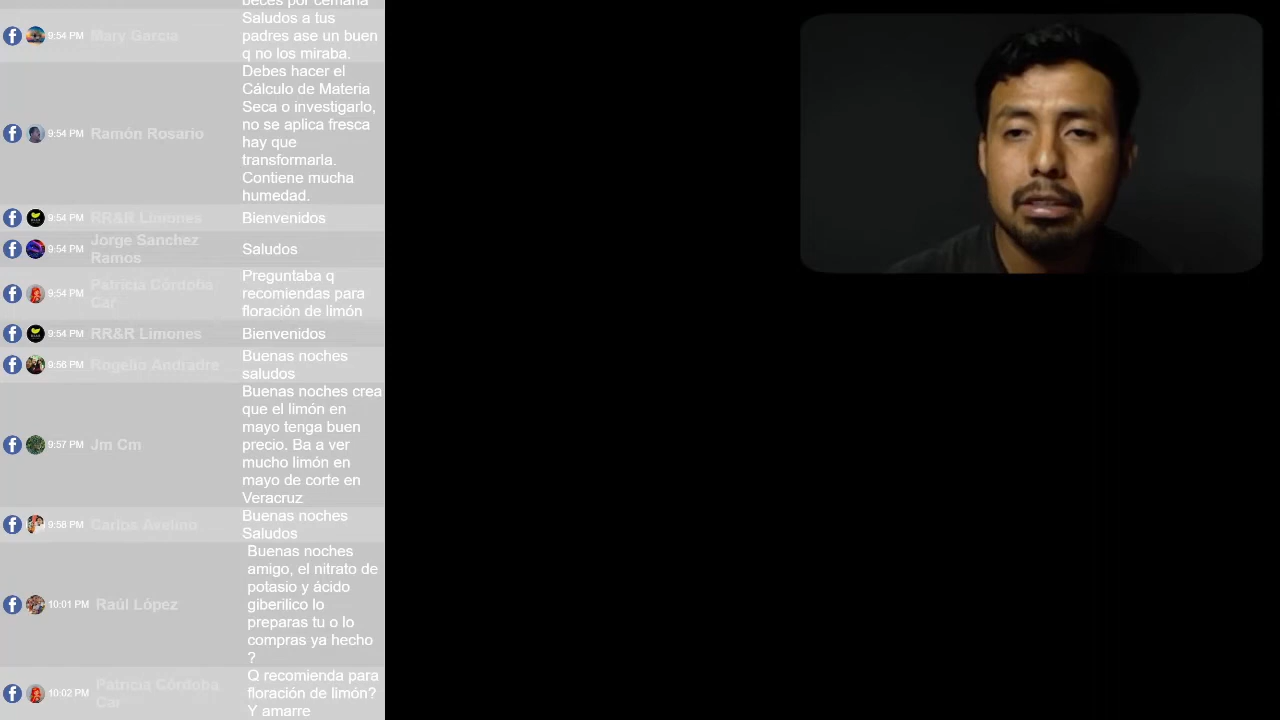 beces por cemana
9:54 PM Mary Garcia
Saludos a tus
padres ase un buen
q no los miraba.
9:54 PM Ramón Rosario
Debes hacer el
Cálculo de Materia
Seca o investigarlo,
no se aplica fresca
hay que
transformarla.
Contiene mucha
humedad.
9:54 PM RR&R Limones
Bienvenidos
9:54 PM Jorge Sanchez
Ramos
Saludos
9:54 PM Patricia Córdoba
Car
Preguntaba q
recomiendas para
floración de limón
9:54 PM RR&R Limones
Bienvenidos
9:56 PM Rogelio Andradre
Buenas noches
saludos
9:57 PM Jm Cm
Buenas noches crea
que el limón en
mayo tenga buen
precio. Ba a ver
mucho limón en
mayo de corte en
Veracruz
9:58 PM Carlos Avelino
Buenas noches
Saludos
10:01 PM Raúl López
Buenas noches
amigo, el nitrato de
potasio y ácido
giberilico lo
preparas tu o lo
compras ya hecho
?
10:02 PM Patricia Córdoba
Car
Q recomienda para
floración de limón?
Y amarre